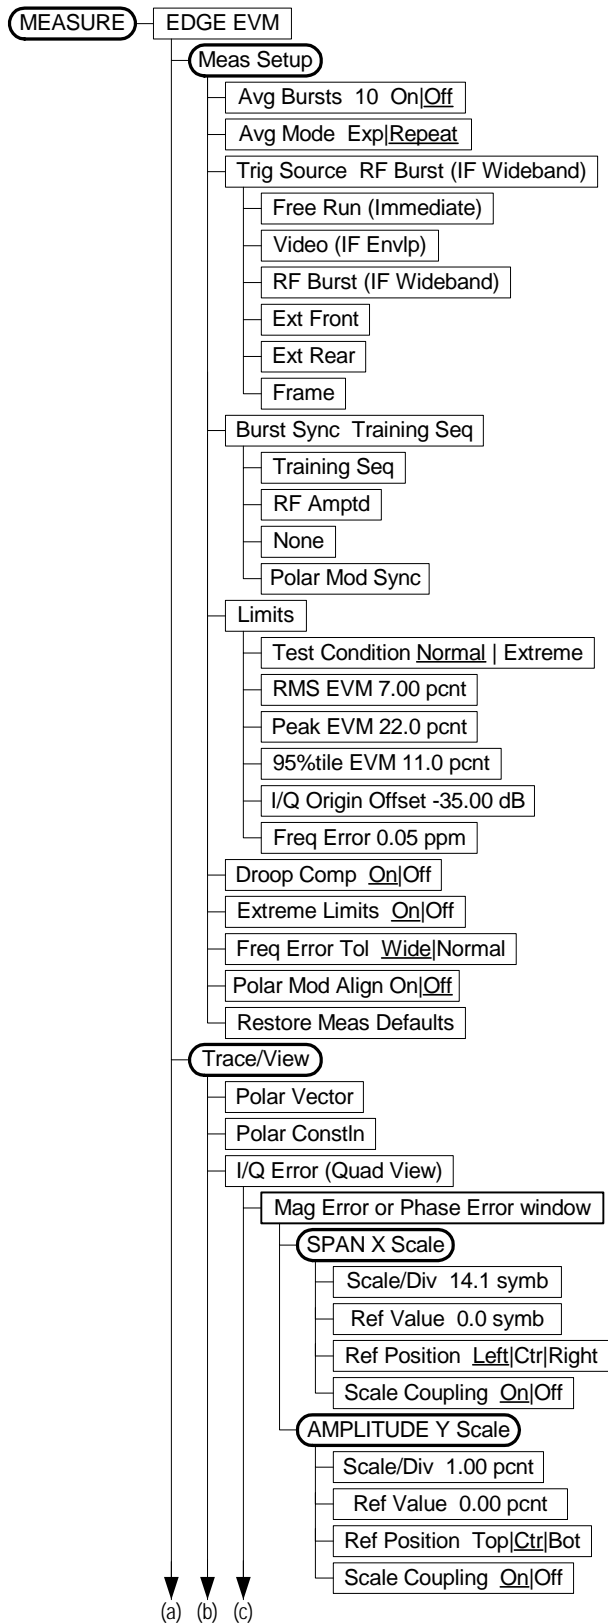 MEASURE EDGE EVM
Meas Setup
Avg Bursts 10 On|Off
Avg Mode Exp|Repeat
Trig Source RF Burst (IF Wideband)
Free Run (Immediate)
Video (IF Envlp)
RF Burst (IF Wideband)
Ext Front
Ext Rear
Frame
Burst Sync Training Seq
Training Seq
RF Amptd
None
Polar Mod Sync
Limits
Test Condition Normal | Extreme
RMS EVM 7.00 pcnt
Peak EVM 22.0 pcnt
95%tile EVM 11.0 pcnt
I/Q Origin Offset -35.00 dB
Freq Error 0.05 ppm
Droop Comp On|Off
Extreme Limits On|Off
Freq Error Tol Wide|Normal
Polar Mod Align On|Off
Restore Meas Defaults
Trace/View
Polar Vector
Polar Constln
I/Q Error (Quad View)
Mag Error or Phase Error window
SPAN X Scale
Scale/Div 14.1 symb
Ref Value 0.0 symb
Ref Position Left|Ctr|Right
Scale Coupling On|Off
AMPLITUDE Y Scale
Scale/Div 1.00 pcnt
Ref Value 0.00 pcnt
Ref Position Top|Ctr|Bot
Scale Coupling On|Off
(a) (b) (c)